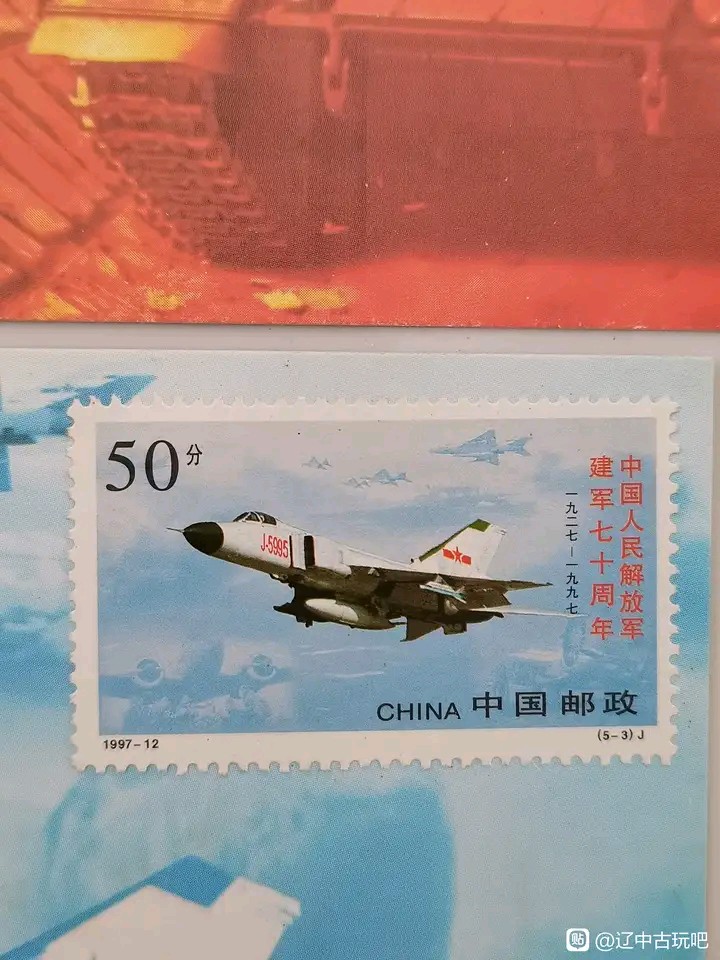 50分
中国人民解放军
建军七十周年
一九二七－一九九七
J-5995
CHINA 中国邮政
1997-12
(5-3) J
贴 @辽中古玩吧